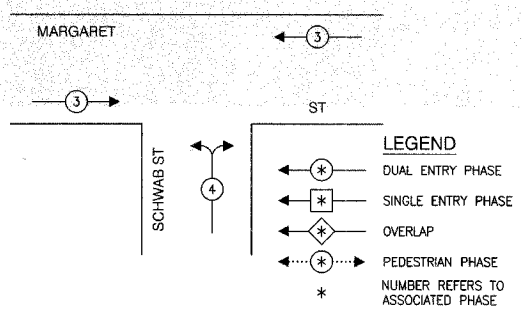 MARGARET
3
3
ST
SCHWAB ST
4
LEGEND
* DUAL ENTRY PHASE
* SINGLE ENTRY PHASE
* OVERLAP
* PEDESTRIAN PHASE
* NUMBER REFERS TO
ASSOCIATED PHASE